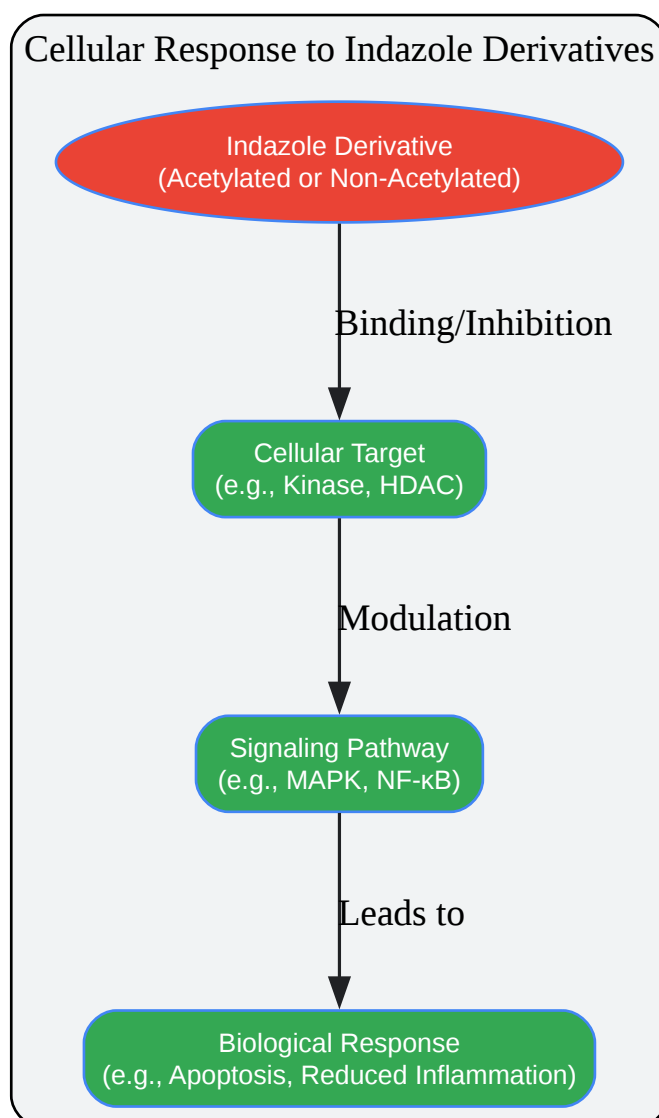 Cellular Response to Indazole Derivatives
Indazole Derivative
(Acetylated or Non-Acetylated)
Binding/Inhibition
Cellular Target
(e.g., Kinase, HDAC)
Modulation
Signaling Pathway
(e.g., MAPK, NF-κB)
Leads to
Biological Response
(e.g., Apoptosis, Reduced Inflammation)